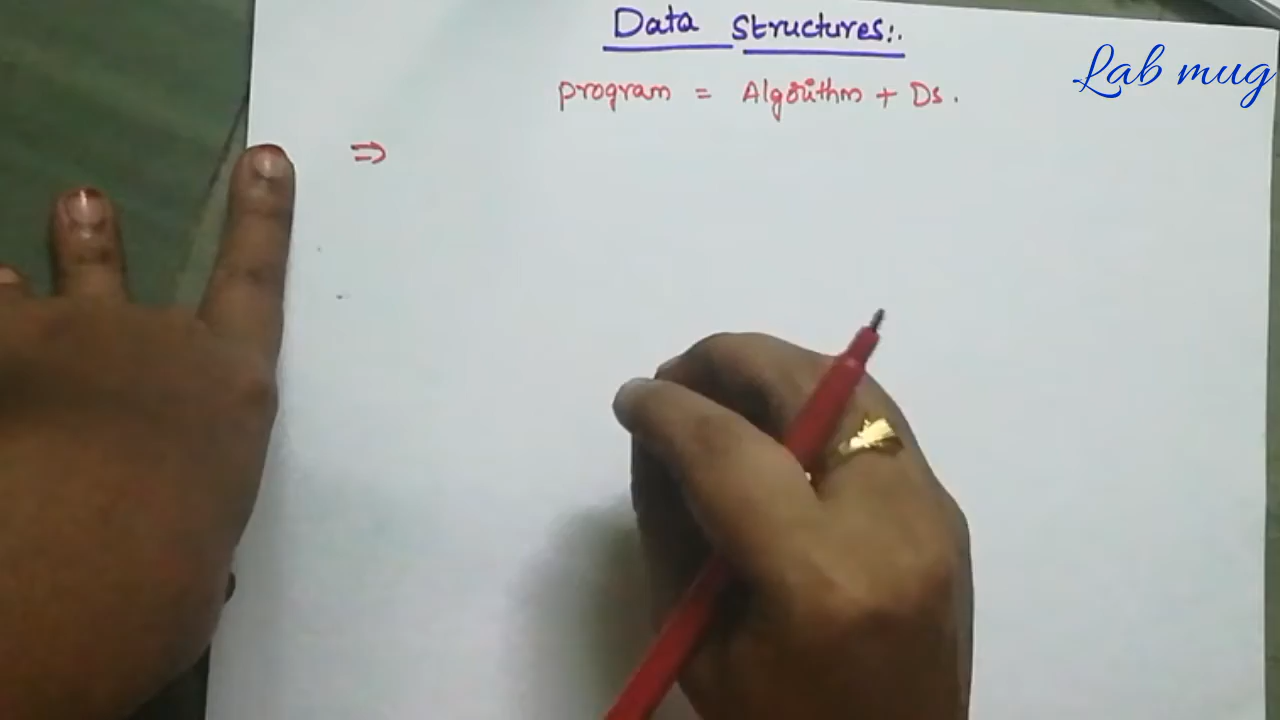 Data Structures:.
Lab mug
program = Algorithm + Ds.
⇒